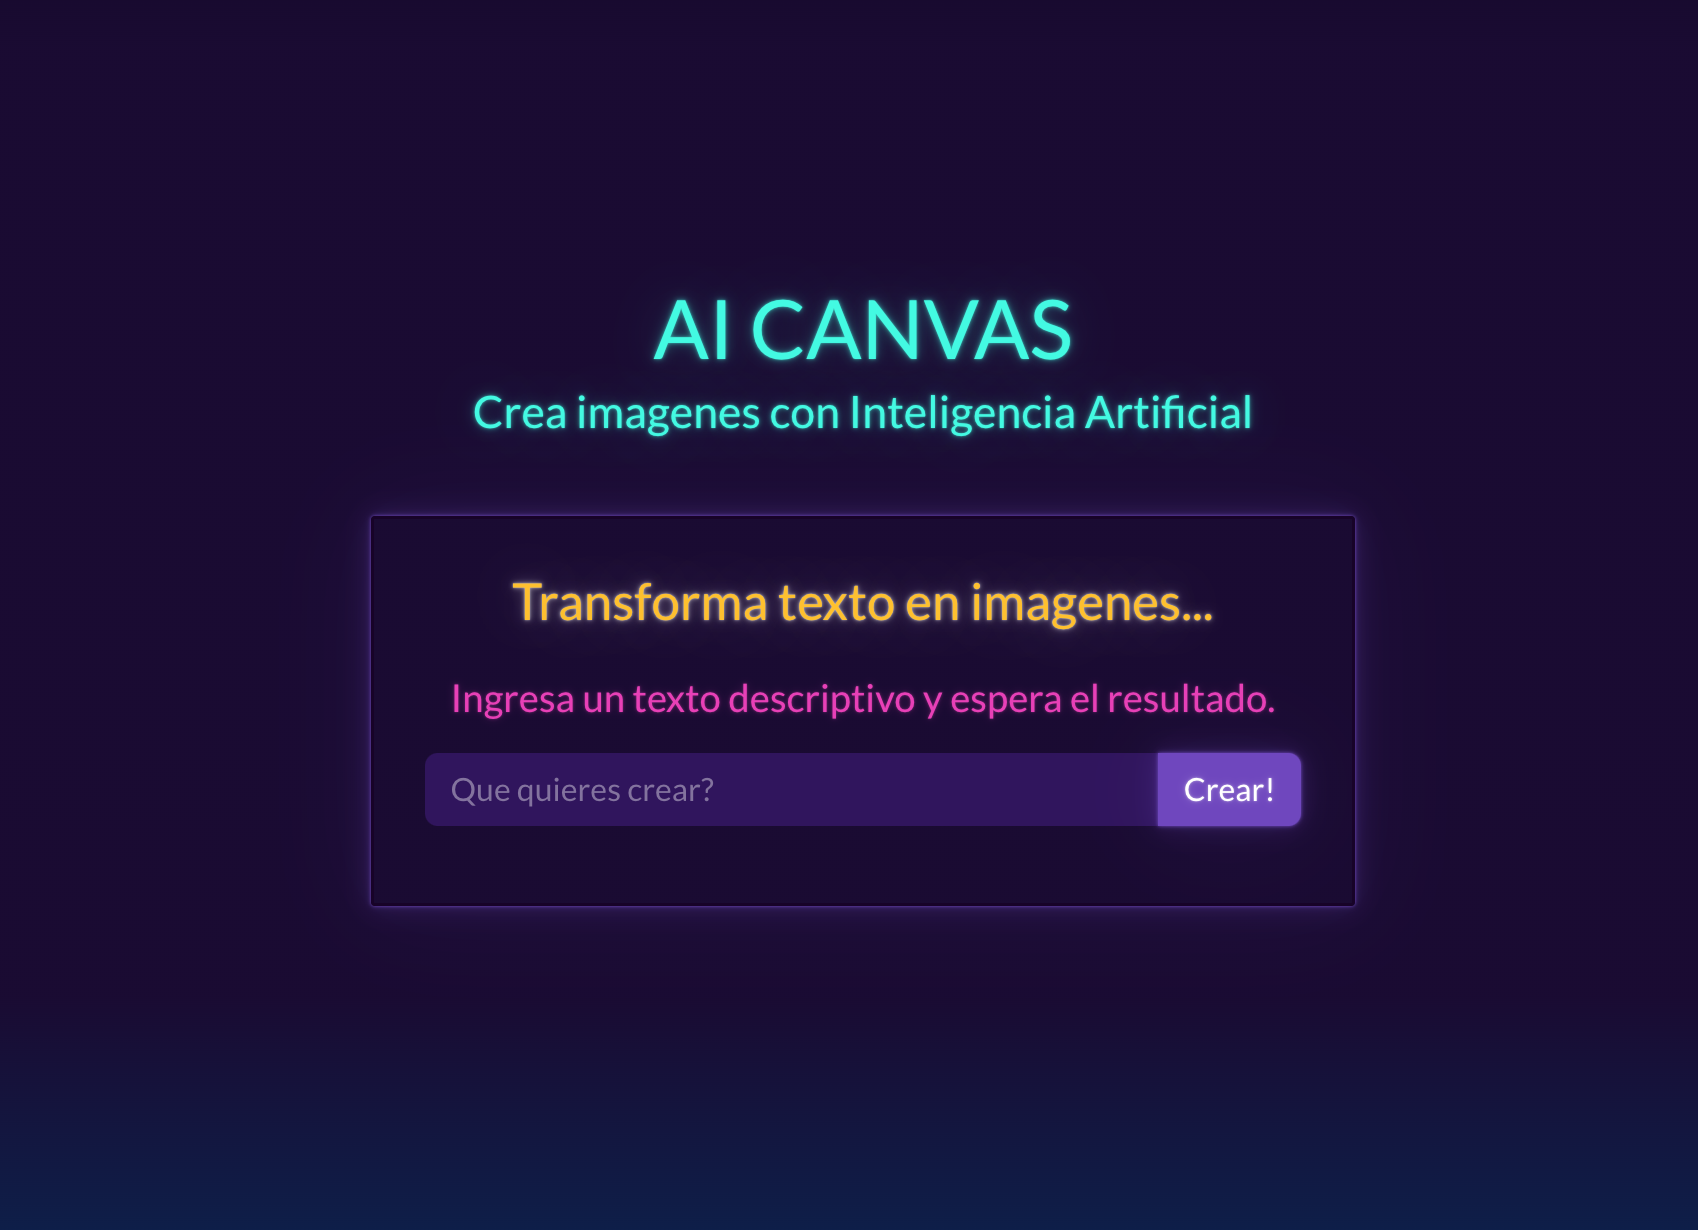 AI CANVAS
Crea imagenes con Inteligencia Artificial
Transforma texto en imagenes...
Ingresa un texto descriptivo y espera el resultado.
Que quieres crear?
Crear!